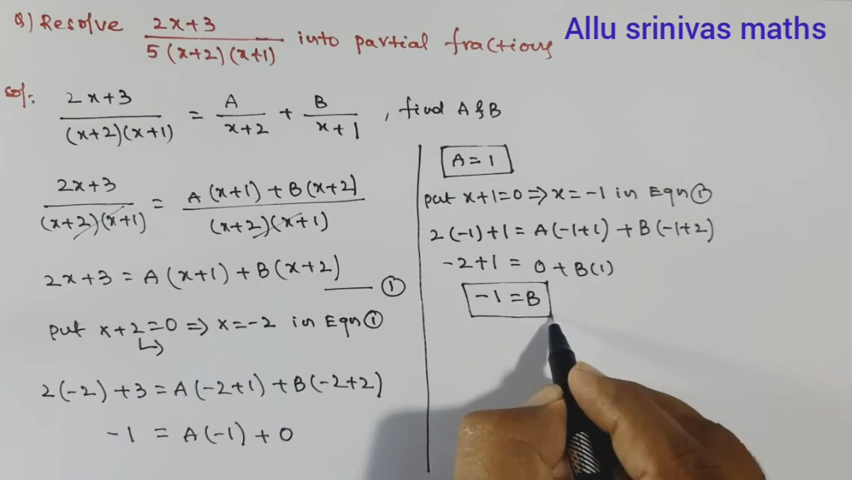 Q) Resolve 2x+3 / 5(x+2)(x+1) into partial fractions
Allu srinivas maths
Sol:- 2x+3 / (x+2)(x+1) = A / x+2 + B / x+1 , find A & B
2x+3 / (x+2)(x+1) = A(x+1) + B(x+2) / (x+2)(x+1)
2x+3 = A(x+1) + B(x+2) ——— ①
put x+2=0 => x=-2 in Eqn ①
2(-2)+3 = A(-2+1) + B(-2+2)
-1 = A(-1) + 0
A=1
put x+1=0 => x=-1 in Eqn ①
2(-1)+1 = A(-1+1) + B(-1+2)
-2+1 = 0 + B(1)
-1 = B